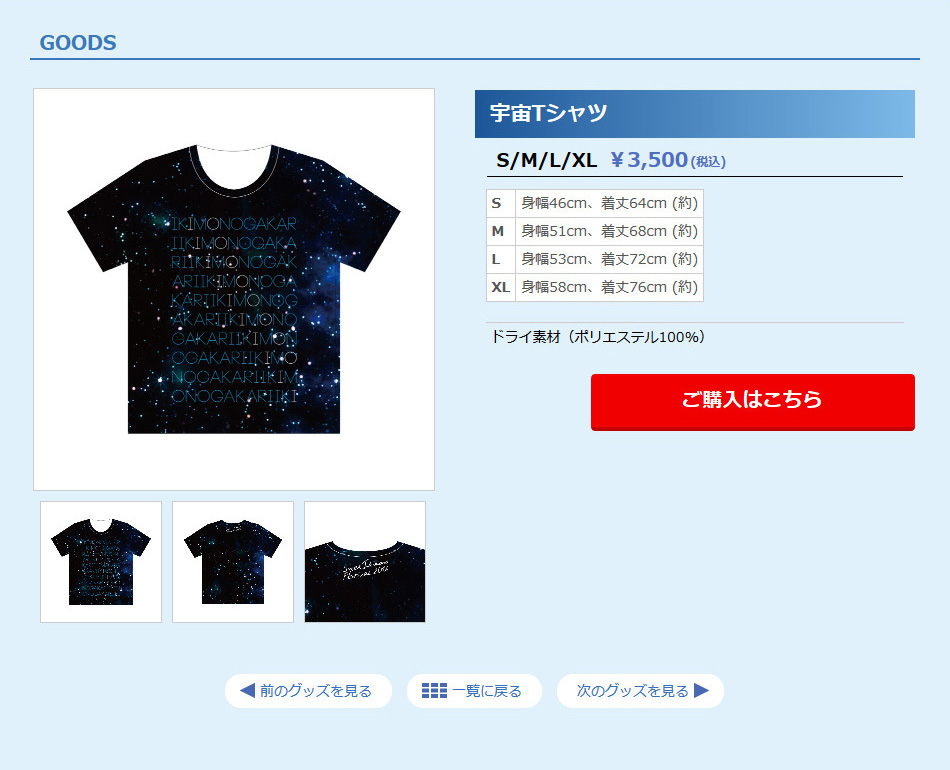 GOODS
宇宙Tシャツ
S/M/L/XL ￥3,500(税込)
S 身幅46cm、着丈64cm (約)
M 身幅51cm、着丈68cm (約)
L 身幅53cm、着丈72cm (約)
XL 身幅58cm、着丈76cm (約)
ドライ素材（ポリエステル100%）
ご購入はこちら
IKIMONOGAKAR
IIKIMONOGAKA
RIIKIMONOGAK
ARIIKIMONOGA
KARIIKIMONOG
AKARIIKIMONO
GAKARIIKIMON
OGAKARIIKIMO
NOGAKARIIKIM
ONOGAKARIIKI
前のグッズを見る
一覧に戻る
次のグッズを見る